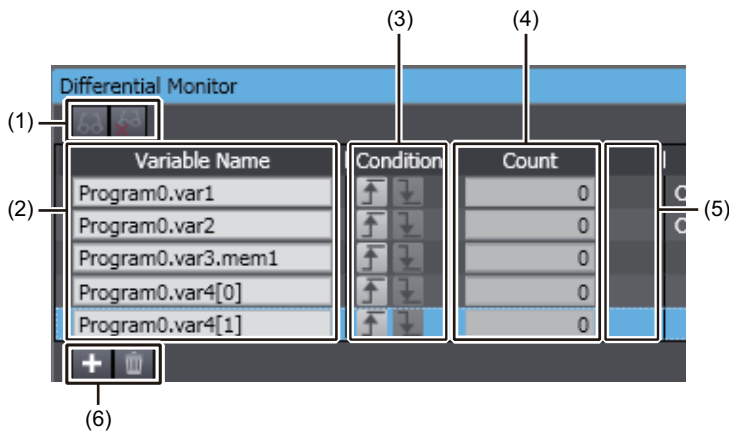 (3) (4)
Differential Monitor
(1)
Variable Name Condition Count
(2) (5)
Program0.var1 0
Program0.var2 0
Program0.var3.mem1 0
Program0.var4[0] 0
Program0.var4[1] 0
(6)